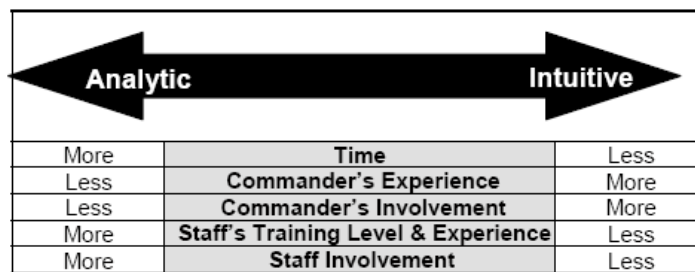 Analytic Intuitive
More Time Less
Less Commander's Experience More
Less Commander's Involvement More
More Staff's Training Level & Experience Less
More Staff Involvement Less